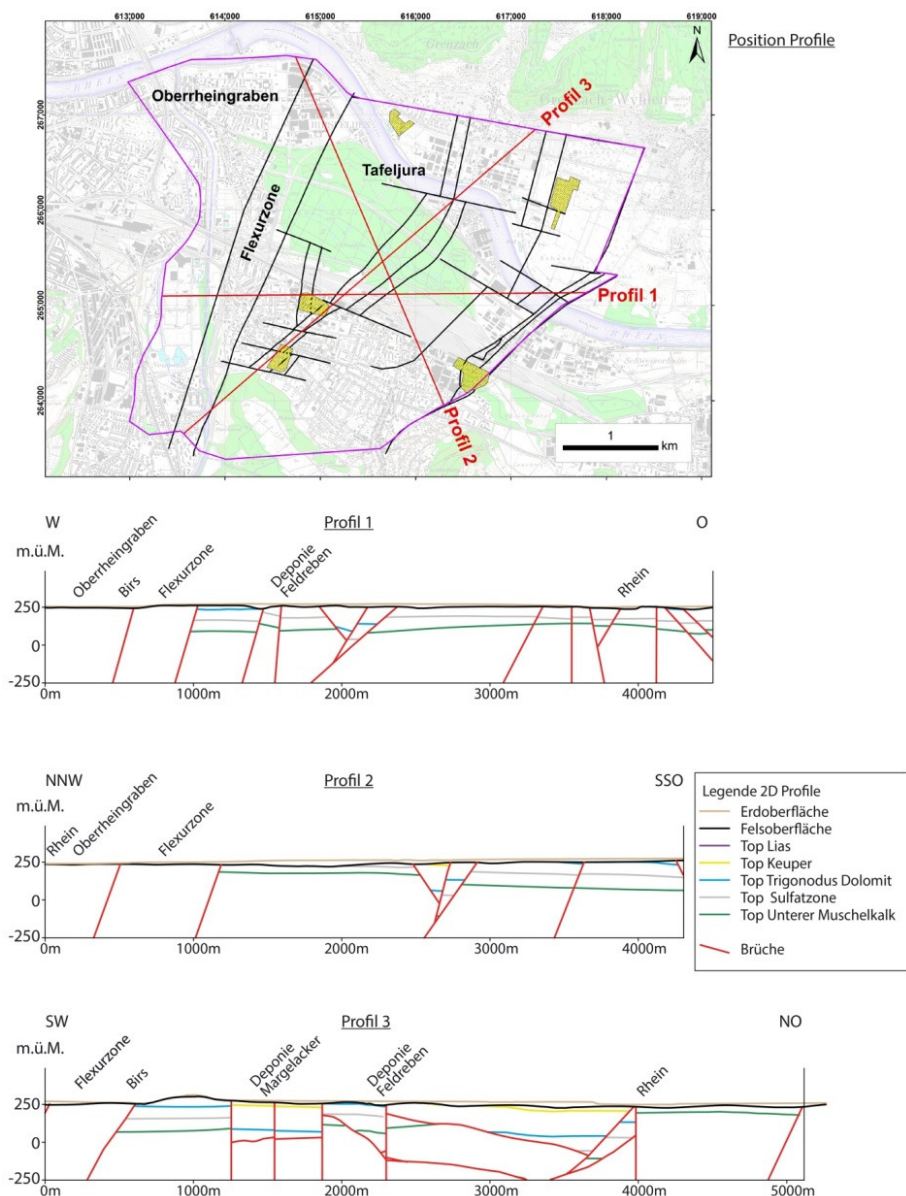 613'000 614'000 615'000 616'000 617'000 618'000 619'000
N
Position Profile
267'000
266'000
265'000
264'000
Oberrheingraben
Flexurzone
Tafeljura
Profil 3
Profil 1
Profil 2
1
km
W Profil 1 O
m.ü.M.
Oberrheingraben
Birs
Flexurzone
Deponie
Feldreben
Rhein
250
0
-250
0m 1000m 2000m 3000m 4000m
NNW Profil 2 SSO
m.ü.M.
Rhein
Oberrheingraben
Flexurzone
250
0
-250
0m 1000m 2000m 3000m 4000m
Legende 2D Profile
Erdoberfläche
Felsoberfläche
Top Lias
Top Keuper
Top Trigonodus Dolomit
Top Sulfatzone
Top Unterer Muschelkalk
Brüche
SW Profil 3 NO
m.ü.M.
Flexurzone
Birs
Deponie
Margelacker
Deponie
Feldreben
Rhein
250
0
-250
0m 1000m 2000m 3000m 4000m 5000m